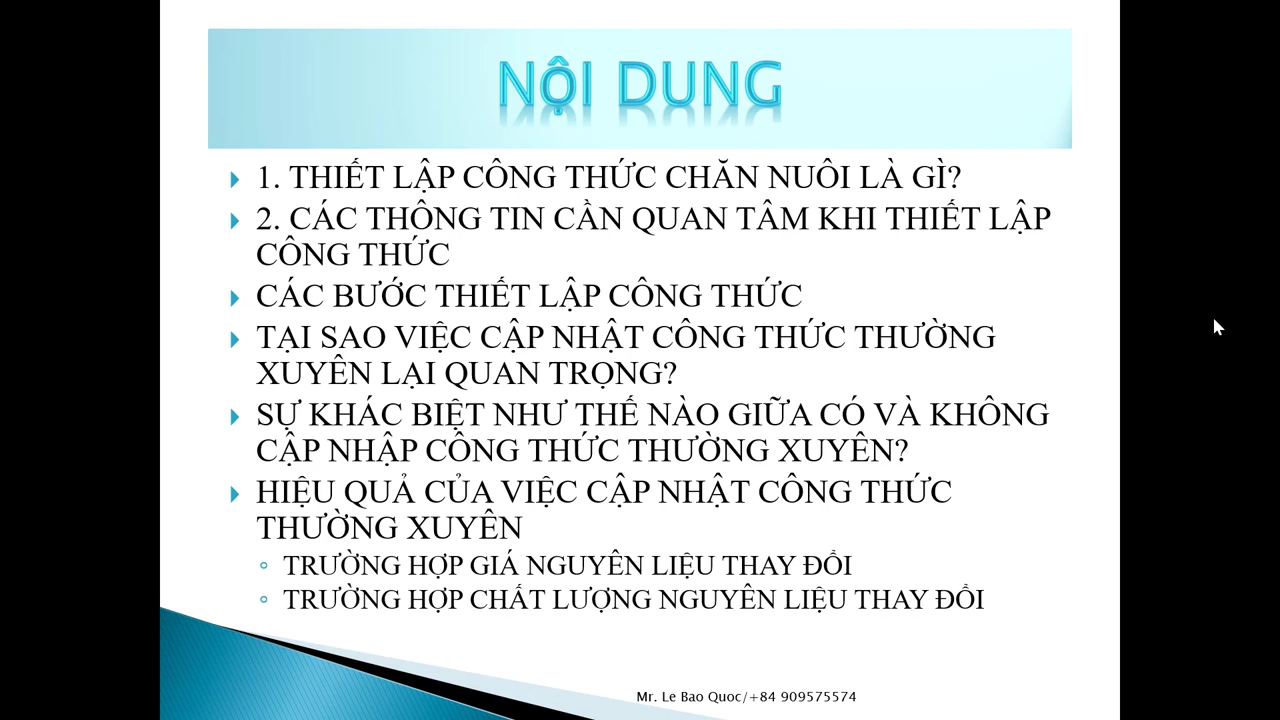 NỘI DUNG
1. THIẾT LẬP CÔNG THỨC CHĂN NUÔI LÀ GÌ?
2. CÁC THÔNG TIN CẦN QUAN TÂM KHI THIẾT LẬP
CÔNG THỨC
CÁC BƯỚC THIẾT LẬP CÔNG THỨC
TẠI SAO VIỆC CẬP NHẬT CÔNG THỨC THƯỜNG
XUYÊN LẠI QUAN TRỌNG?
SỰ KHÁC BIỆT NHƯ THẾ NÀO GIỮA CÓ VÀ KHÔNG
CẬP NHẬP CÔNG THỨC THƯỜNG XUYÊN?
HIỆU QUẢ CỦA VIỆC CẬP NHẬT CÔNG THỨC
THƯỜNG XUYÊN
TRƯỜNG HỢP GIÁ NGUYÊN LIỆU THAY ĐỔI
TRƯỜNG HỢP CHẤT LƯỢNG NGUYÊN LIỆU THAY ĐỔI
Mr. Le Bao Quoc/+84 909575574